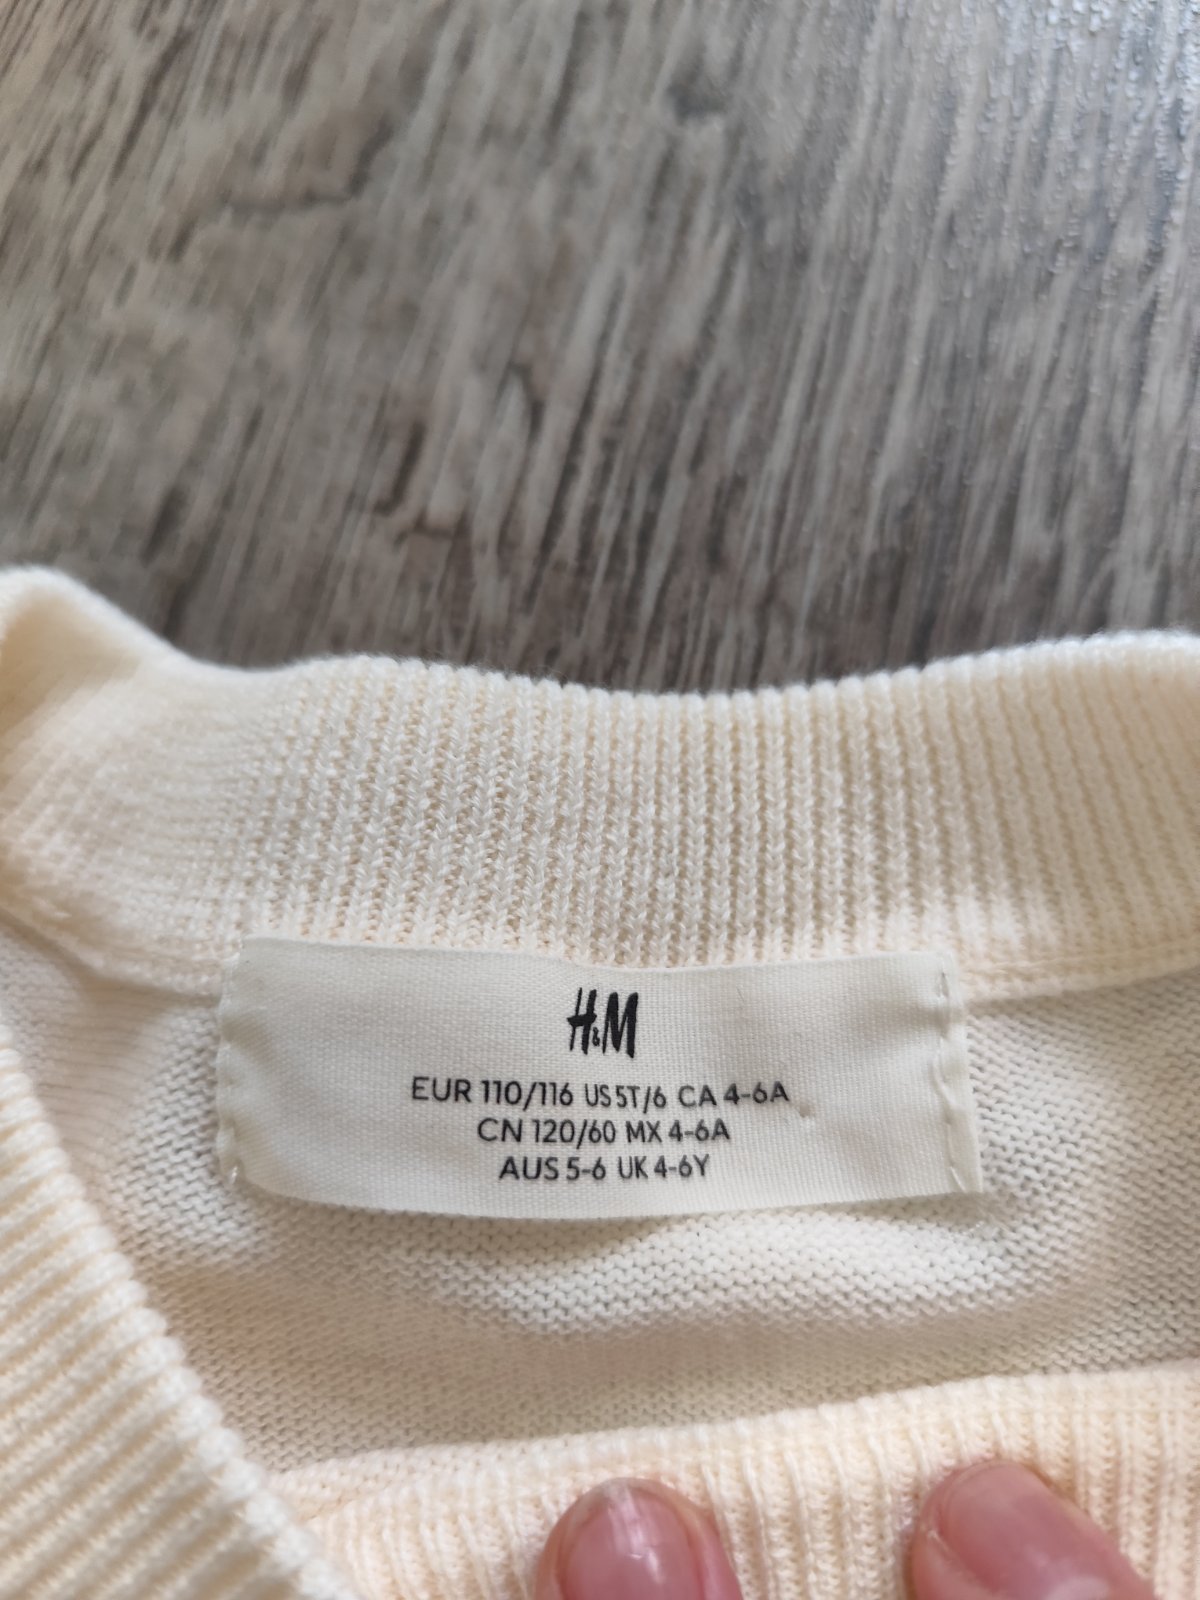 H&M
EUR 110/116 US 5T/6 CA 4-6A
CN 120/60 MX 4-6A
AUS 5-6 UK 4-6Y